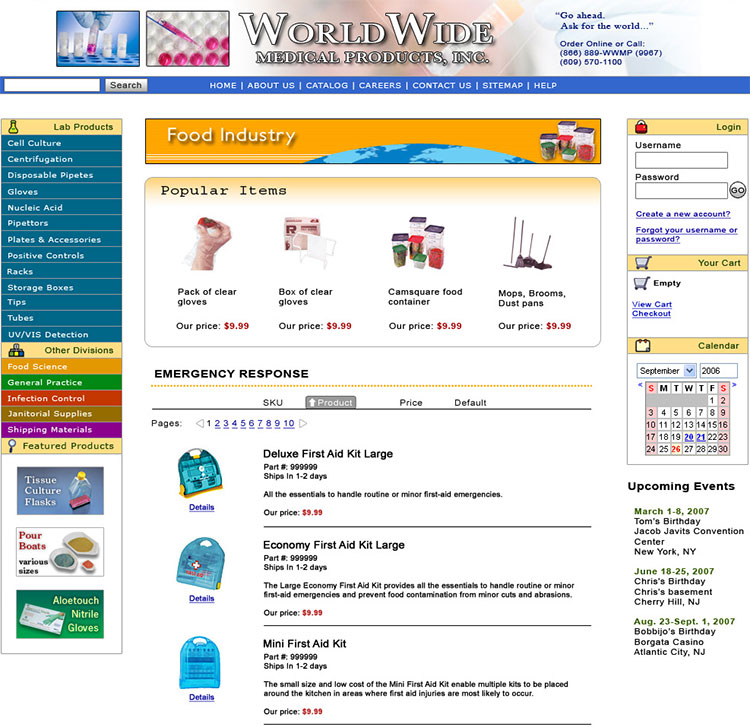 WORLDWIDE
MEDICAL PRODUCTS, INC.
“Go ahead.
Ask for the world...”
Order Online or Call:
(866) 889-WWMP (9967)
(609) 570-1100
Search
HOME | ABOUT US | CATALOG | CAREERS | CONTACT US | SITEMAP | HELP
Lab Products
Cell Culture
Centrifugation
Disposable Pipetes
Gloves
Nucleic Acid
Pipettors
Plates & Accessories
Positive Controls
Racks
Storage Boxes
Tips
Tubes
UV/VIS Detection
Other Divisions
Food Science
General Practice
Infection Control
Janitorial Supplies
Shipping Materials
Featured Products
Tissue
Culture
Flasks
Pour
Boats
various
sizes
Aloetouch
Nitrile
Gloves
Food Industry
Popular Items
Pack of clear
gloves
Our price: $9.99
Box of clear
gloves
Our price: $9.99
Camsquare food
container
Our price: $9.99
Mops, Brooms,
Dust pans
Our price: $9.99
EMERGENCY RESPONSE
SKU Product Price Default
Pages: 1 2 3 4 5 6 7 8 9 10
Deluxe First Aid Kit Large
Part #: 999999
Ships In 1-2 days
All the essentials to handle routine or minor first-aid emergencies.
Our price: $9.99
Details
Economy First Aid Kit Large
Part #: 999999
Ships In 1-2 days
The Large Economy First Aid Kit provides all the essentials to handle routine or minor
first-aid emergencies and prevent food contamination from minor cuts and abrasions.
Our price: $9.99
Details
Mini First Aid Kit
Part #: 999999
Ships In 1-2 days
The small size and low cost of the Mini First Aid Kit enable multiple kits to be placed
around the kitchen in areas where first aid injuries are most likely to occur.
Our price: $9.99
Details
Login
Username
Password
GO
Create a new account?
Forgot your username or
password?
Your Cart
Empty
View Cart
Checkout
Calendar
September 2006
< S M T W T F S >
1 2
3 4 5 6 7 8 9
10 11 12 13 14 15 16
17 18 19 20 21 22 23
24 25 26 27 28 29 30
Upcoming Events
March 1-8, 2007
Tom's Birthday
Jacob Javits Convention
Center
New York, NY
June 18-25, 2007
Chris's Birthday
Chris's basement
Cherry Hill, NJ
Aug. 23-Sept. 1, 2007
Bobbijo's Birthday
Borgata Casino
Atlantic City, NJ